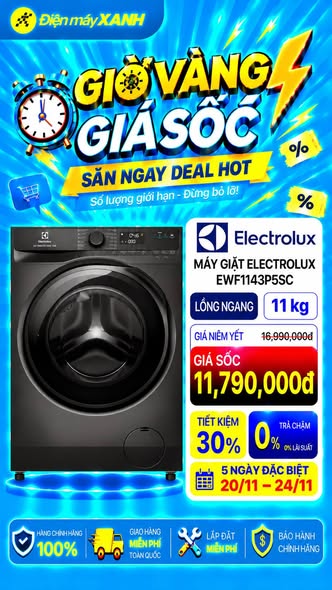 Điện máy XANH
GIỜ VÀNG
GIÁ SỐC
SĂN NGAY DEAL HOT
Số lượng giới hạn - Đừng bỏ lỡ!
%
%
Electrolux
Electrolux
MÁY GIẶT ELECTROLUX
EWF1143P5SC
LỒNG NGANG
11 kg
GIÁ NIÊM YẾT
16,990,000đ
GIÁ SỐC
11,790,000đ
TIẾT KIỆM
30%
0%
TRẢ CHẬM
0% LÃI SUẤT
5 NGÀY ĐẶC BIỆT
20/11 – 24/11
HÀNG CHÍNH HÃNG
100%
GIAO HÀNG
MIỄN PHÍ
TOÀN QUỐC
LẮP ĐẶT
MIỄN PHÍ
$
BẢO HÀNH
CHÍNH HÃNG